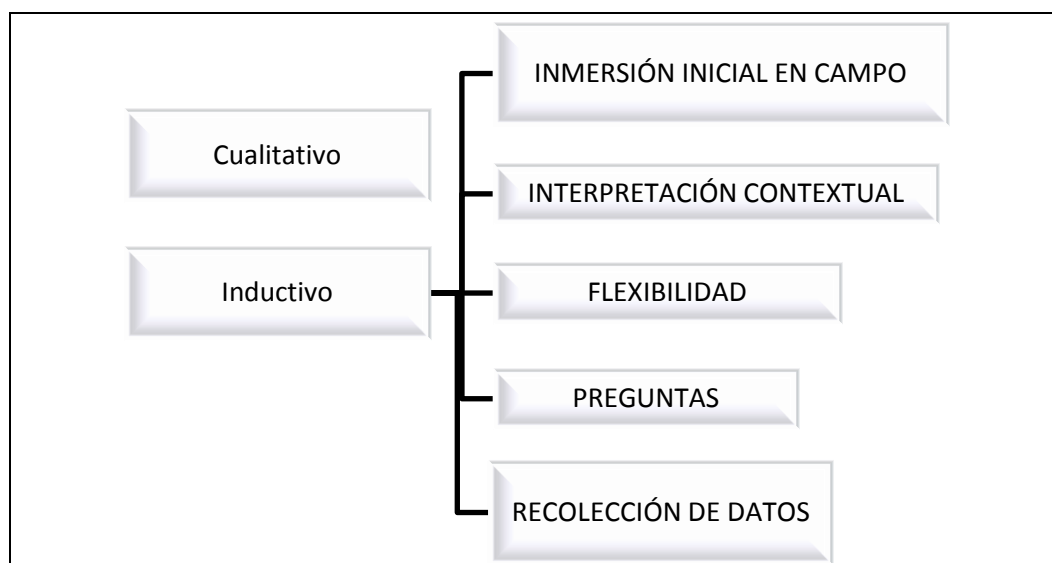 Cualitativo
Inductivo
INMERSIÓN INICIAL EN CAMPO
INTERPRETACIÓN CONTEXTUAL
FLEXIBILIDAD
PREGUNTAS
RECOLECCIÓN DE DATOS